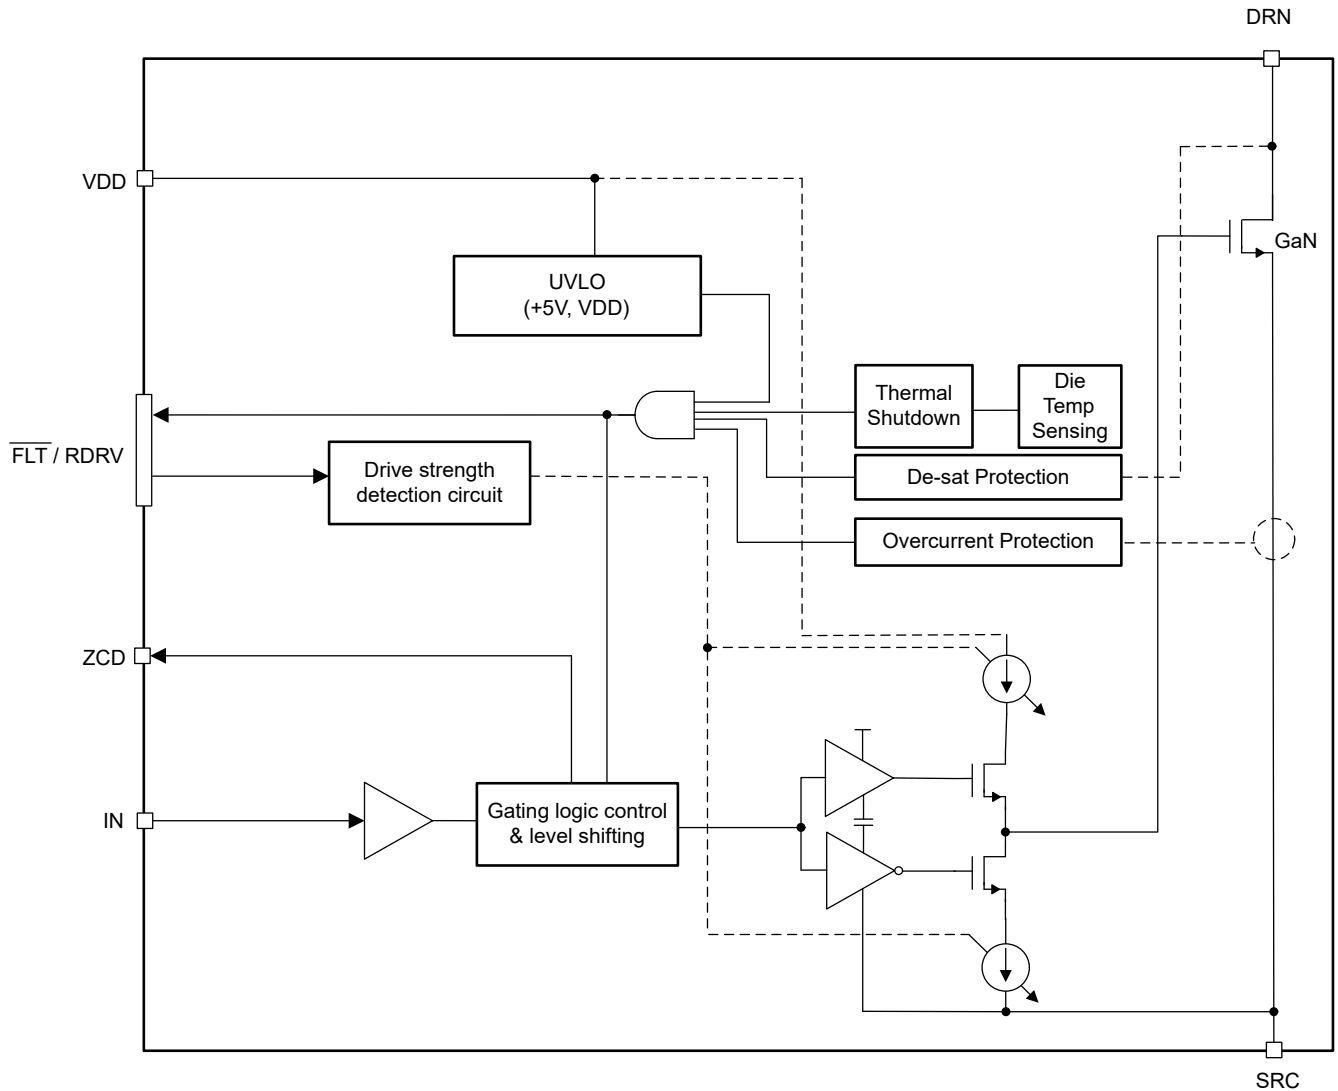 DRN
VDD
GaN
UVLO
(+5V, VDD)
Thermal
Shutdown
Die
Temp
Sensing
FLT / RDRV
Drive strength
detection circuit
De-sat Protection
Overcurrent Protection
ZCD
IN
Gating logic control
& level shifting
SRC